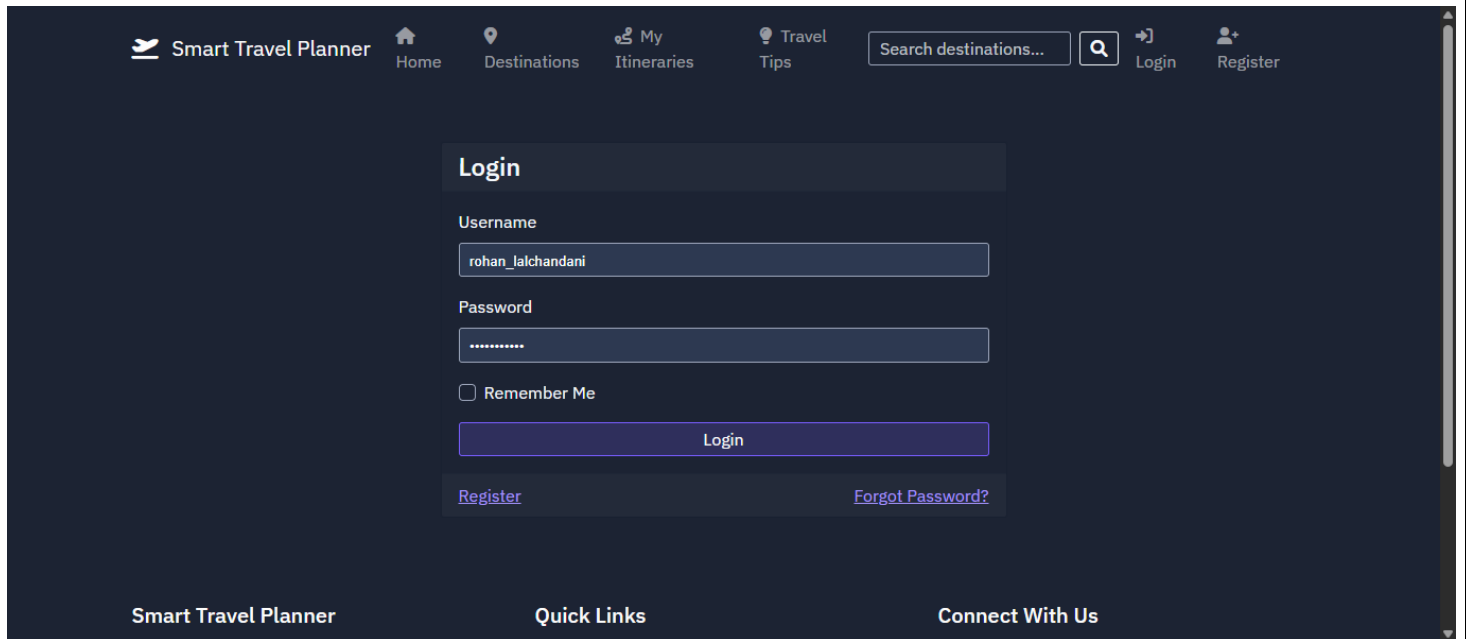 Smart Travel Planner
Home
Destinations
My
Itineraries
Travel
Tips
Search destinations...
Login
Register
Login
Username
rohan_lalchandani
Password
•••••••••••
Remember Me
Login
Register
Forgot Password?
Smart Travel Planner
Quick Links
Connect With Us